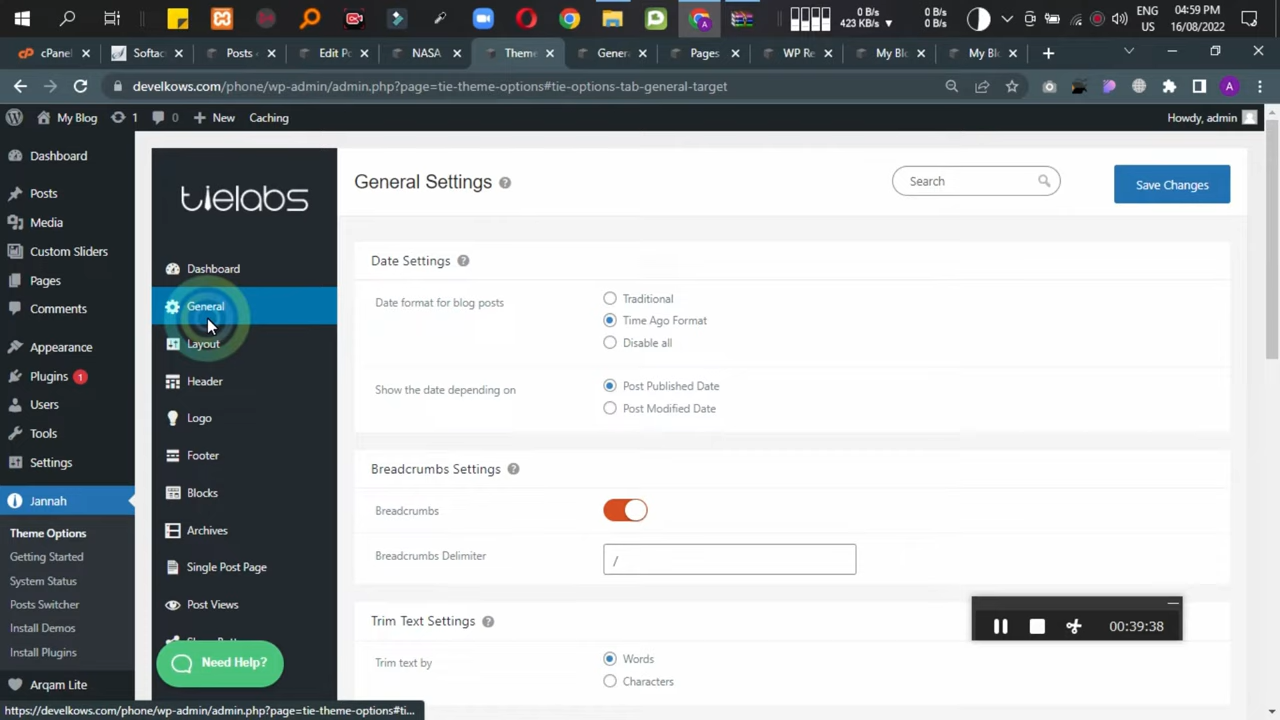 04:59 PM
EN
US
16/08/2022
0 B/s
0 B/s
421 B/s
423 KB/s
0 B/s
0 B/s
cPanel
Softac
Posts
Edit Po
NASA
Theme
Gener
Pages
WP Re
My Blo
My Blo
develkows.com/phone/wp-admin/admin.php?page=tie-theme-options#tie-options-tab-general-target
A
My Blog
1
0
New
Caching
Howdy, admin
Dashboard
Posts
Media
Custom Sliders
Pages
Comments
Appearance
Plugins 1
Users
Tools
Settings
Jannah
Theme Options
Getting Started
System Status
Posts Switcher
Install Demos
Install Plugins
Arqam Lite
tielabs
Dashboard
General
Layout
Header
Logo
Footer
Blocks
Archives
Single Post Page
Post Views
Need Help?
General Settings ?
Search
Save Changes
Date Settings ?
Date format for blog posts
Traditional
Time Ago Format
Disable all
Show the date depending on
Post Published Date
Post Modified Date
Breadcrumbs Settings ?
Breadcrumbs
Breadcrumbs Delimiter
/
Trim Text Settings ?
Trim text by
Words
Characters
00:39:38
https://develkows.com/phone/wp-admin/admin.php?page=tie-theme-options#ti...